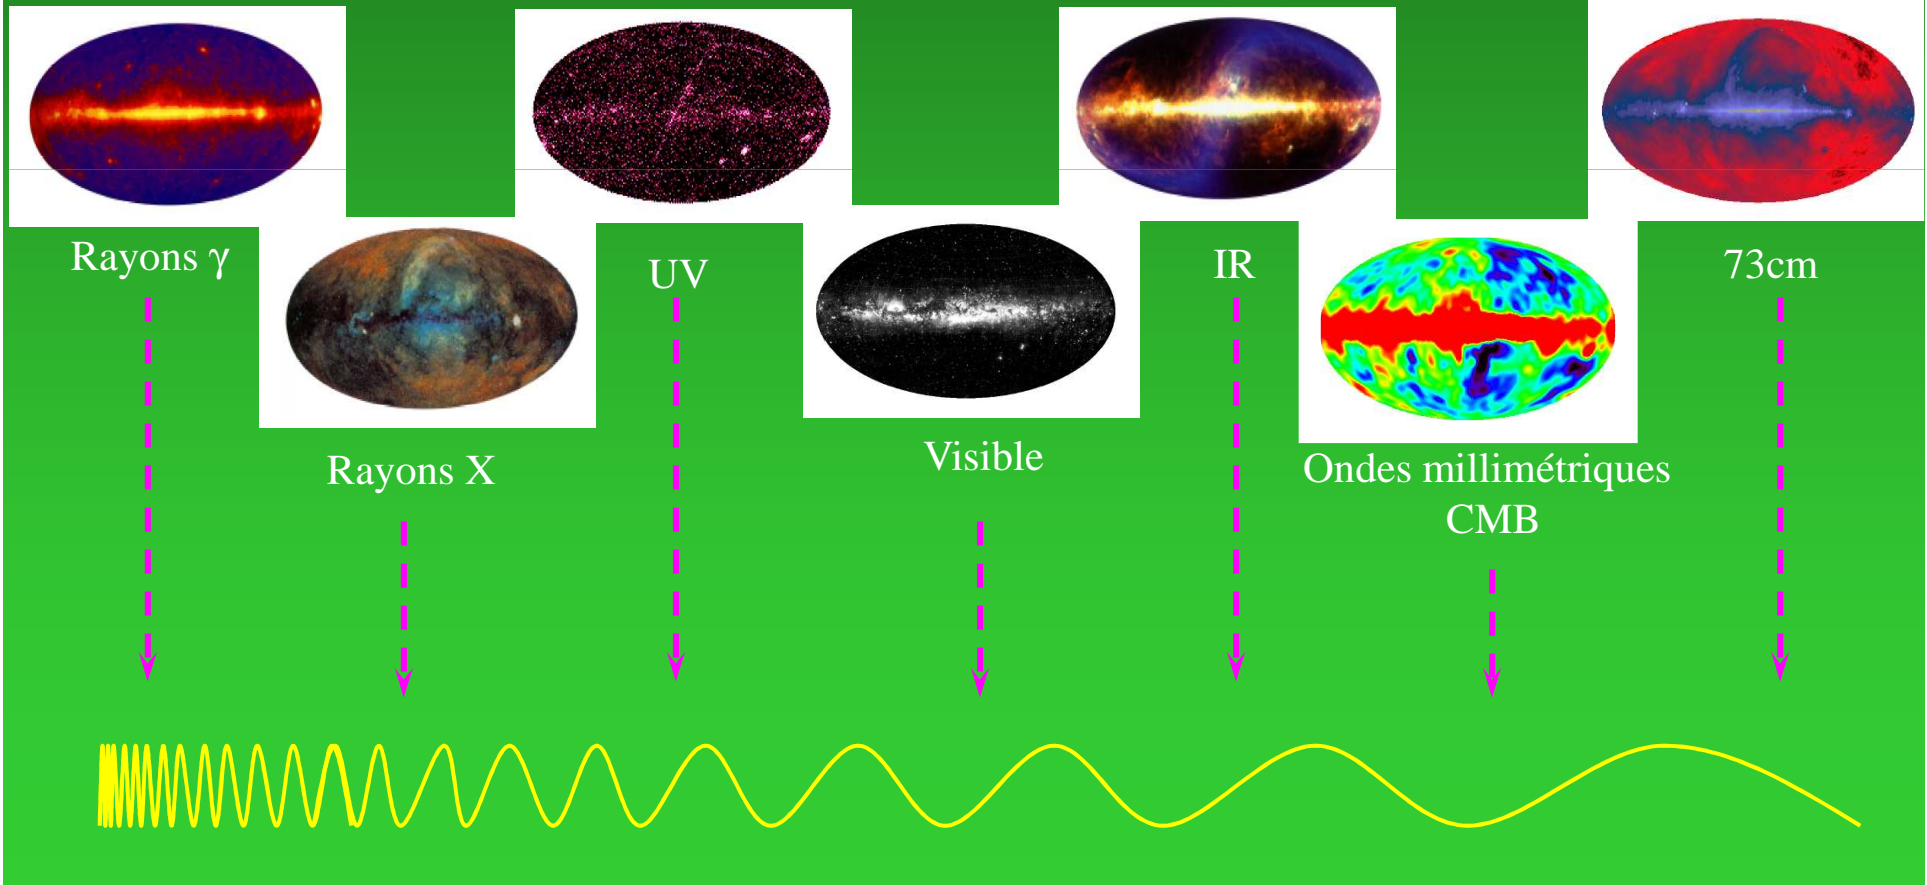 Rayons γ
UV
IR
73cm
Rayons X
Visible
Ondes millimétriques
CMB